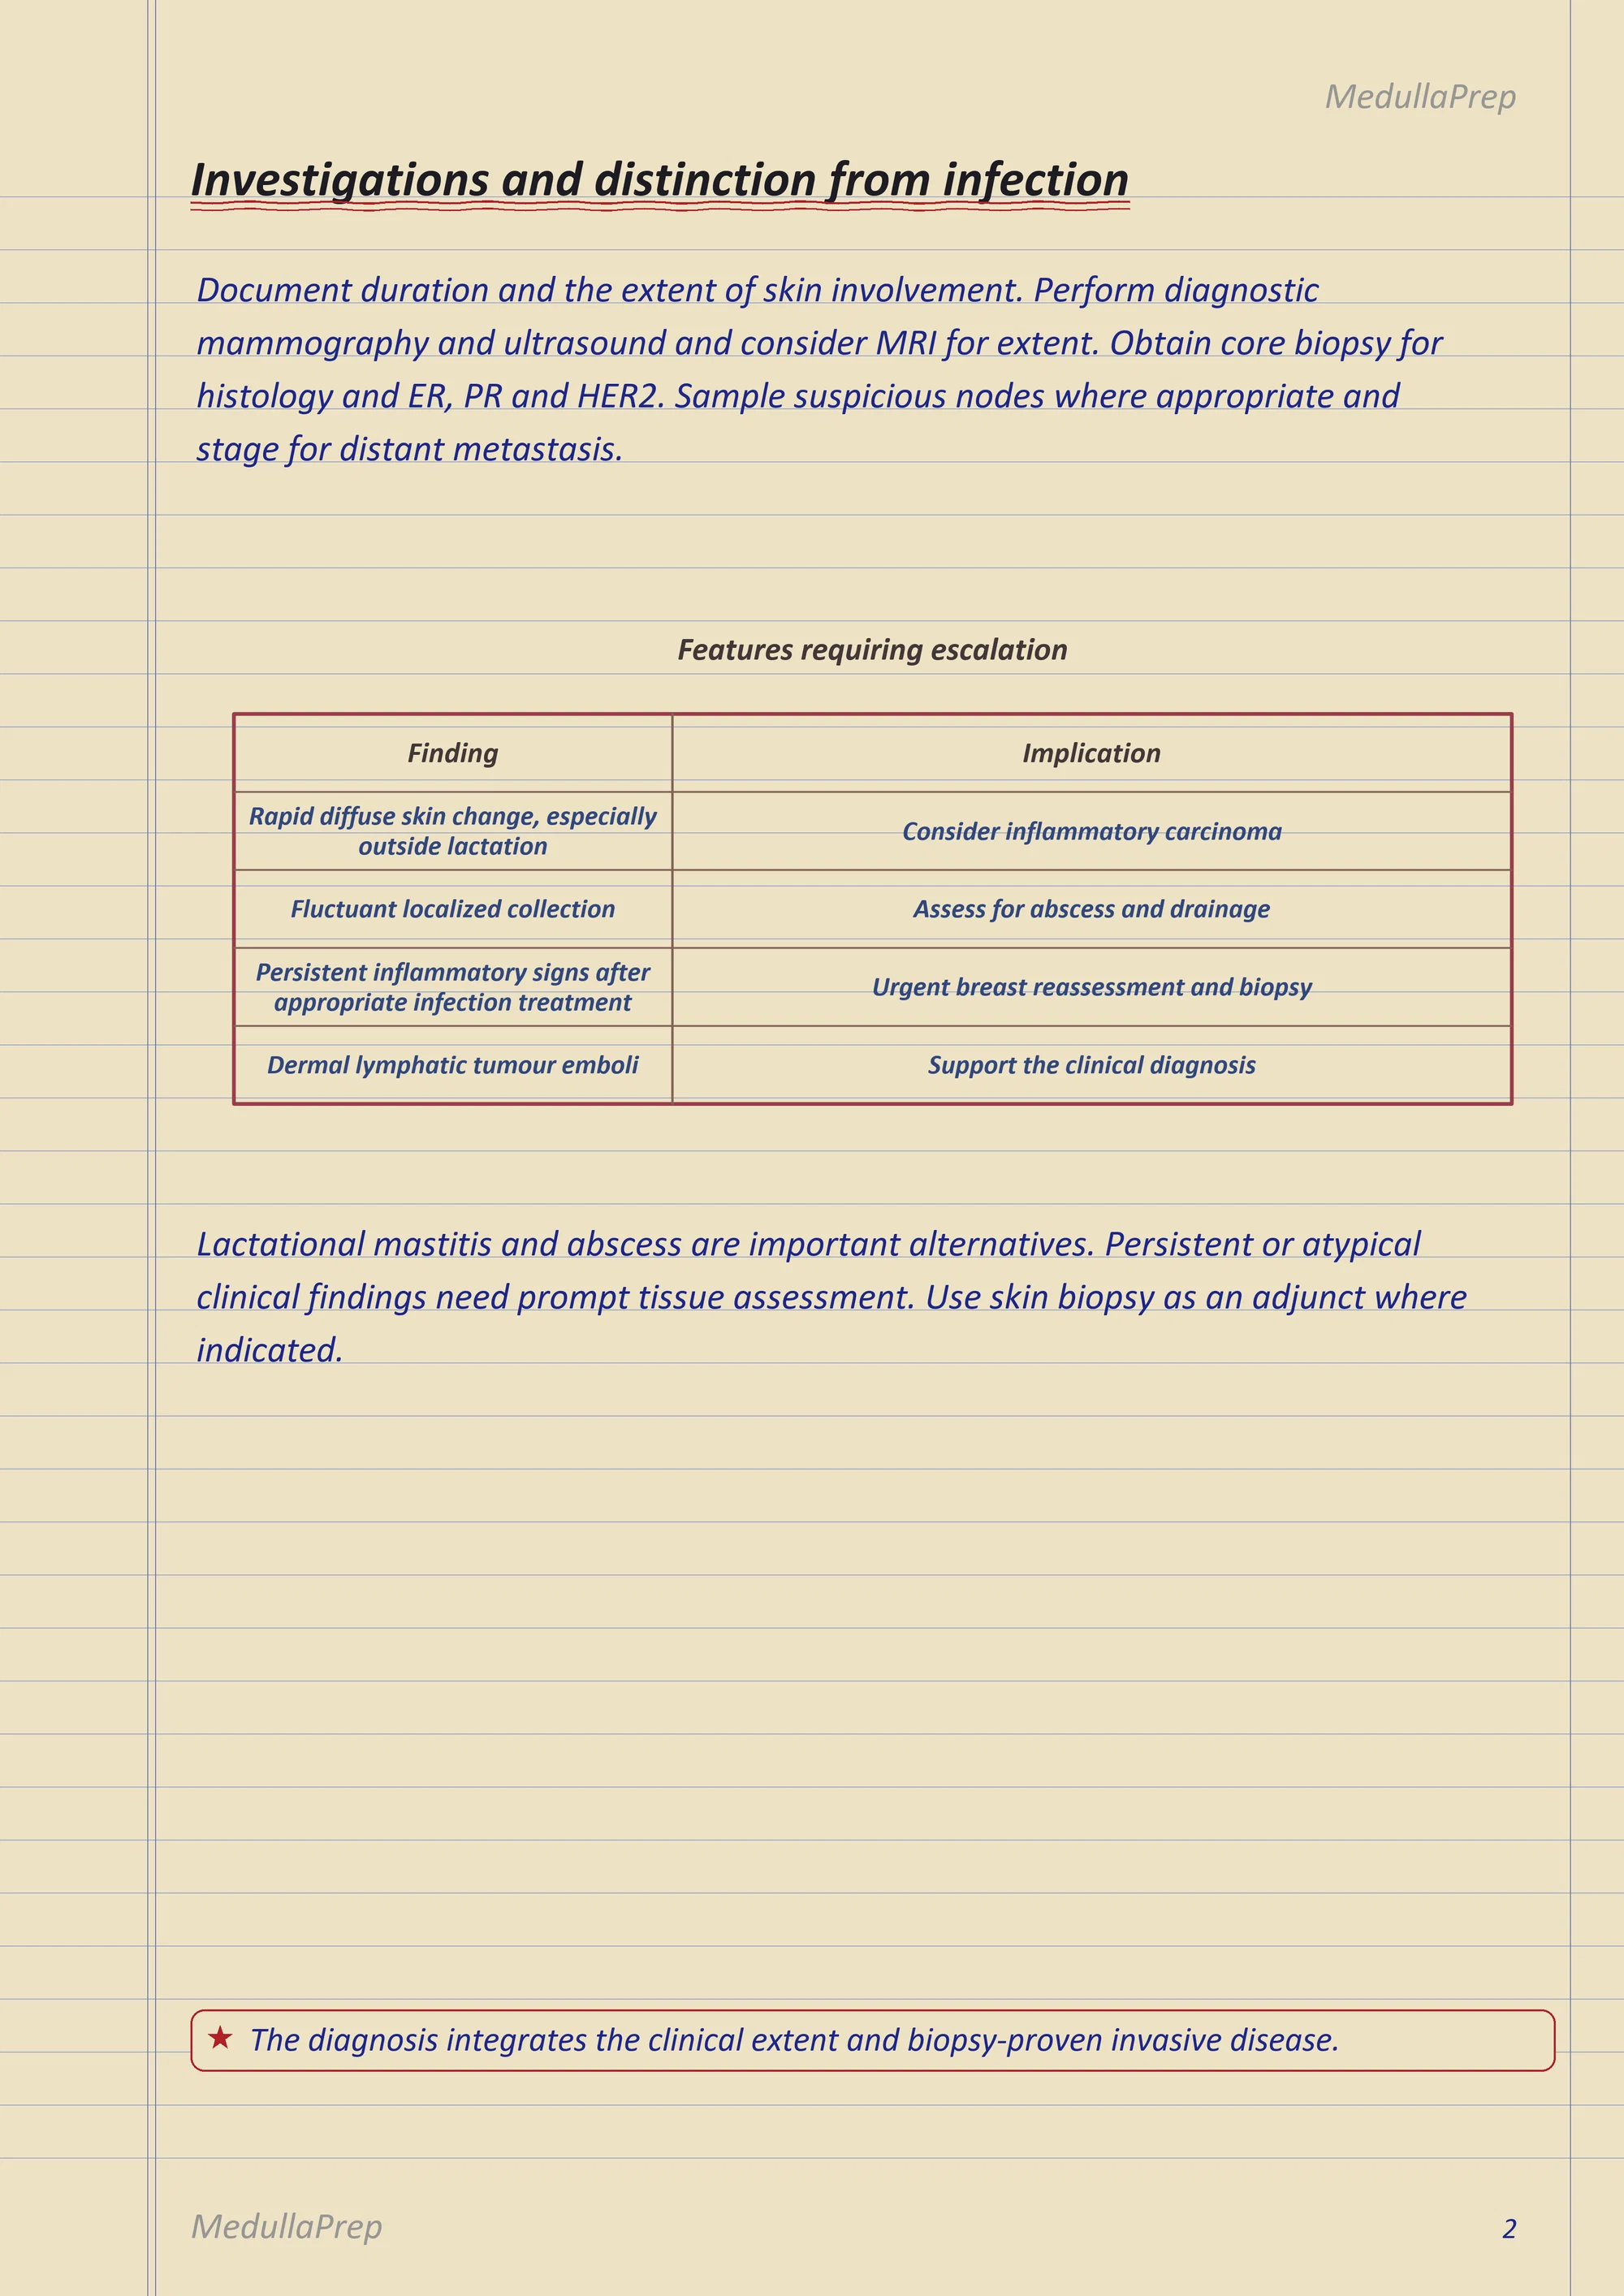 MedullaPrep
Investigations and distinction from infection
Document duration and the extent of skin involvement. Perform diagnostic
mammography and ultrasound and consider MRI for extent. Obtain core biopsy for
histology and ER, PR and HER2. Sample suspicious nodes where appropriate and
stage for distant metastasis.
Features requiring escalation
Finding
Implication
Rapid diffuse skin change, especially
outside lactation
Consider inflammatory carcinoma
Fluctuant localized collection
Assess for abscess and drainage
Persistent inflammatory signs after
appropriate infection treatment
Urgent breast reassessment and biopsy
Dermal lymphatic tumour emboli
Support the clinical diagnosis
Lactational mastitis and abscess are important alternatives. Persistent or atypical
clinical findings need prompt tissue assessment. Use skin biopsy as an adjunct where
indicated.
★ The diagnosis integrates the clinical extent and biopsy-proven invasive disease.
MedullaPrep
2